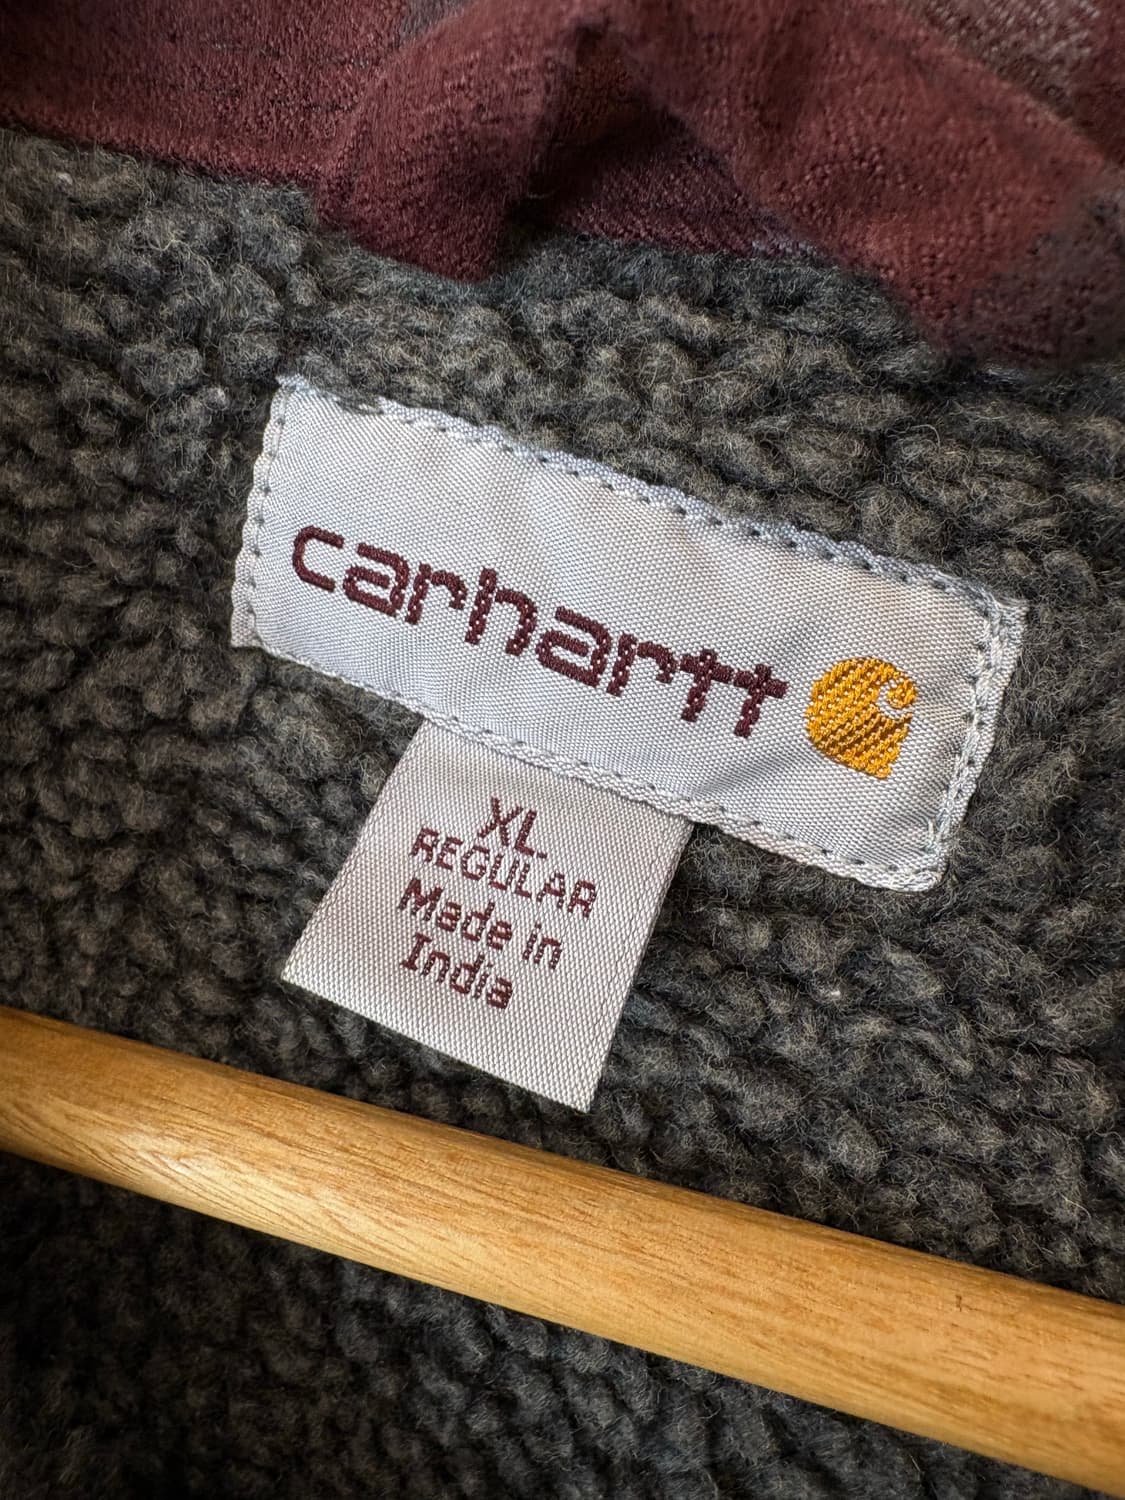 carhartt
XL
REGULAR
Made in
India